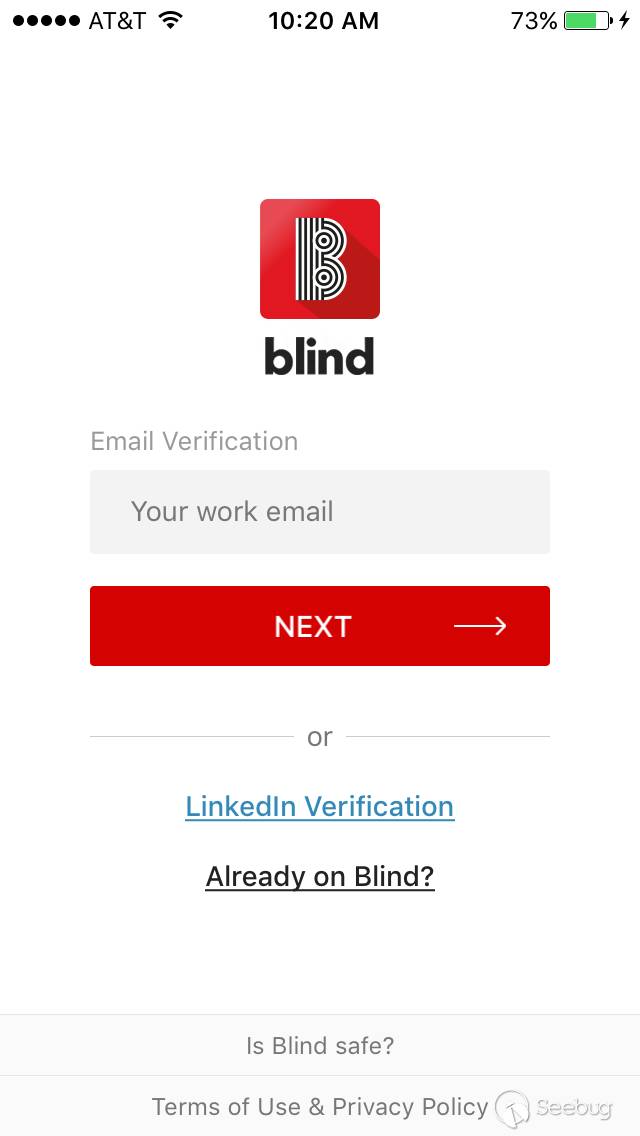 AT&T 10:20 AM 73%
B
blind
Email Verification
Your work email
NEXT
or
LinkedIn Verification
Already on Blind?
Is Blind safe?
Terms of Use & Privacy Policy
Seebug